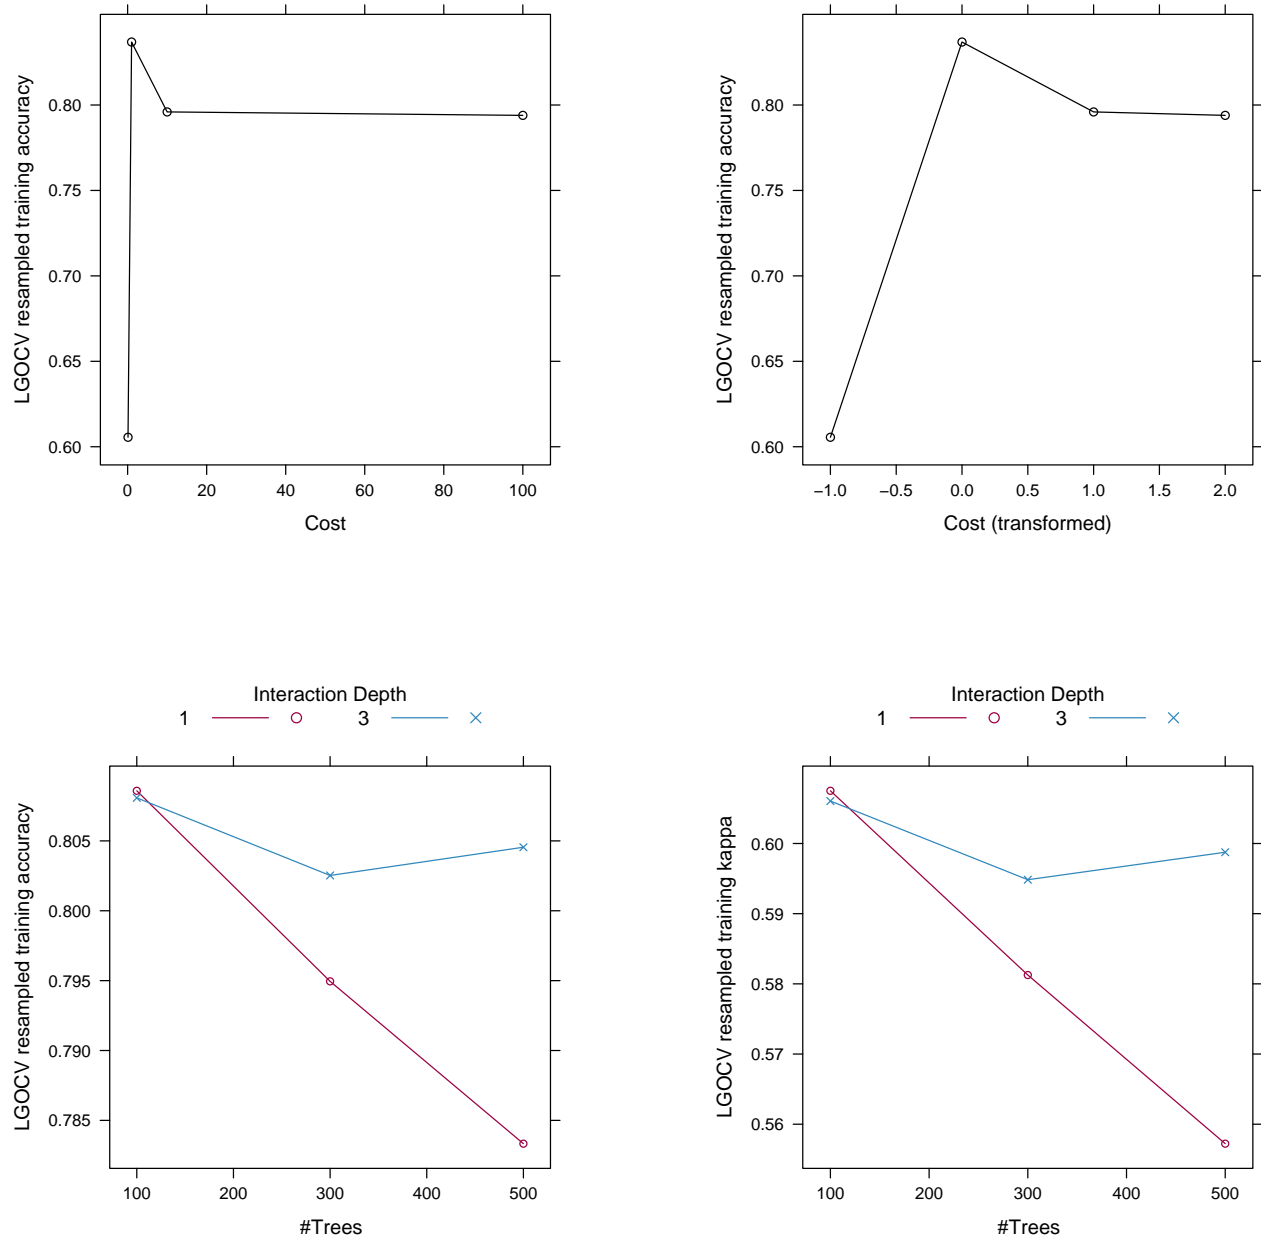 LGOCV resampled training accuracy
0.80
0.75
0.70
0.65
0.60
0 20 40 60 80 100
Cost
LGOCV resampled training accuracy
0.80
0.75
0.70
0.65
0.60
−1.0 −0.5 0.0 0.5 1.0 1.5 2.0
Cost (transformed)
Interaction Depth
1 3
LGOCV resampled training accuracy
0.805
0.800
0.795
0.790
0.785
100 200 300 400 500
#Trees
Interaction Depth
1 3
LGOCV resampled training kappa
0.60
0.59
0.58
0.57
0.56
100 200 300 400 500
#Trees